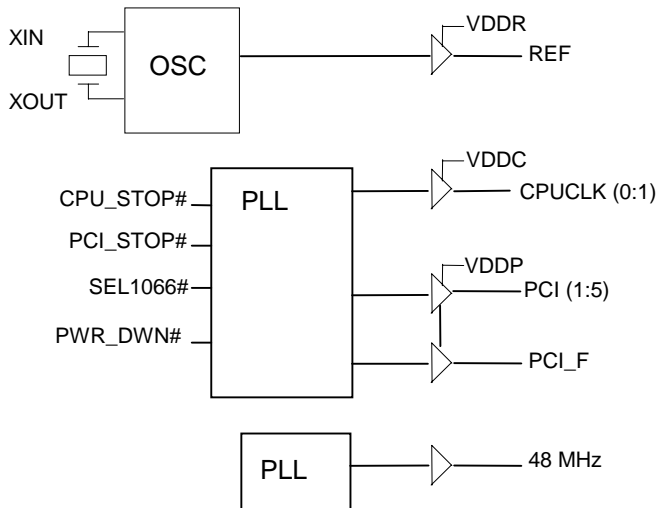 XIN
XOUT
OSC
VDDR
REF
CPU_STOP#
PCI_STOP#
SEL1066#
PWR_DWN#
PLL
VDDC
CPUCLK (0:1)
VDDP
PCI (1:5)
PCI_F
PLL
48 MHz